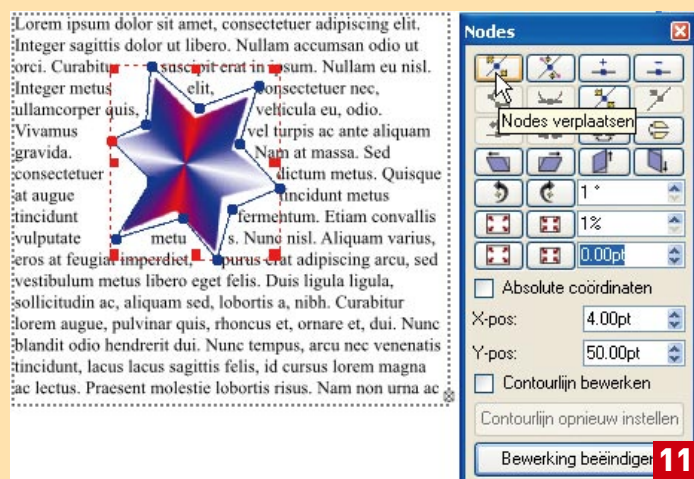 Lorem ipsum dolor sit amet, consectetuer adipiscing elit.
Integer sagittis dolor ut libero. Nullam accumsan odio ut
orci. Curabitur suscipit erat in ipsum. Nullam eu nisl.
Integer metus elit, consectetuer nec,
ullamcorper quis, vehicula eu, odio.
Vivamus vel turpis ac ante aliquam
gravida. Nam at massa. Sed
consectetuer dictum metus. Quisque
at augue tincidunt metus
tincidunt fermentum. Etiam convallis
vulputate metu s. Nunc nisl. Aliquam varius,
eros at feugiat imperdiet, purus erat adipiscing arcu, sed
vestibulum metus libero eget felis. Duis ligula ligula,
sollicitudin ac, aliquam sed, lobortis a, nibh. Curabitur
lorem augue, pulvinar quis, rhoncus et, ornare et, dui. Nunc
blandit odio hendrerit dui. Nunc tempus, arcu nec venenatis
tincidunt, lacus lacus sagittis felis, id cursus lorem magna
ac lectus. Praesent molestie lobortis risus. Nam non urna ac
Nodes
Nodes verplaatsen
1 °
1%
0.00pt
Absolute coördinaten
X-pos: 4.00pt
Y-pos: 50.00pt
Contourlijn bewerken
Contourlijn opnieuw instellen
Bewerking beëindigen
11